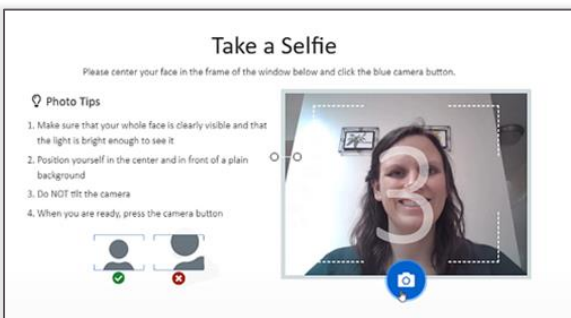 Take a Selfie
Please center your face in the frame of the window below and click the blue camera button.
Photo Tips
1. Make sure that your whole face is clearly visible and that
the light is bright enough to see it
2. Position yourself in the center and in front of a plain
background
3. Do NOT tilt the camera
4. When you are ready, press the camera button
3